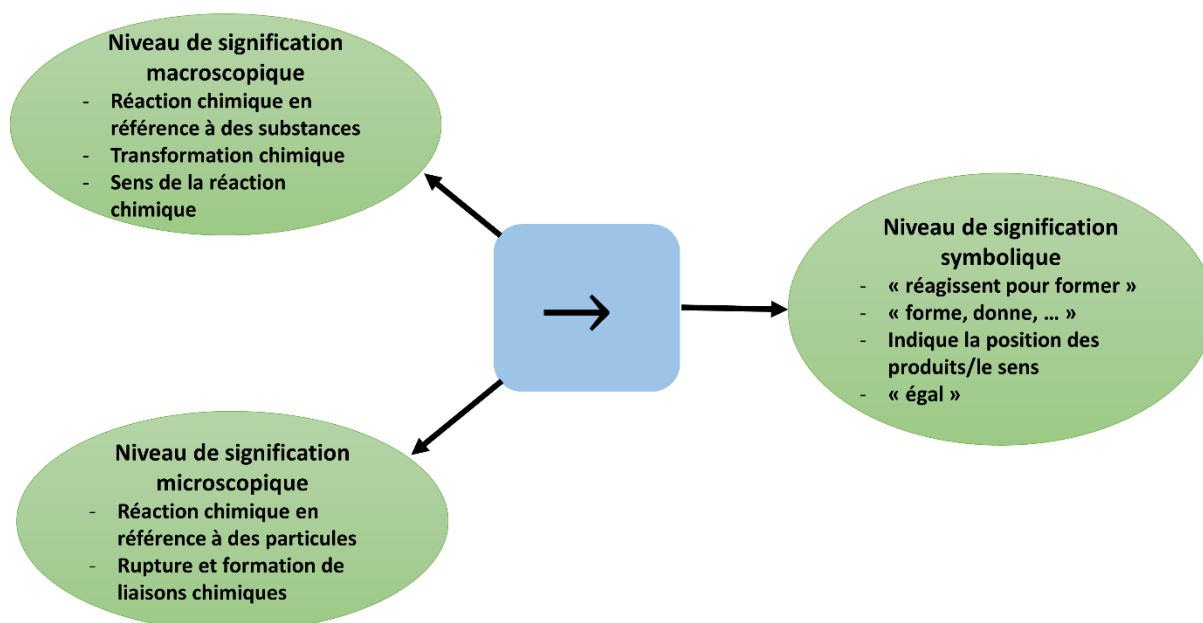 Niveau de signification
macroscopique
- Réaction chimique en
référence à des substances
- Transformation chimique
- Sens de la réaction
chimique
→
Niveau de signification
symbolique
- « réagissent pour former »
- « forme, donne, ... »
- Indique la position des
produits/le sens
- « égal »
Niveau de signification
microscopique
- Réaction chimique en
référence à des particules
- Rupture et formation de
liaisons chimiques